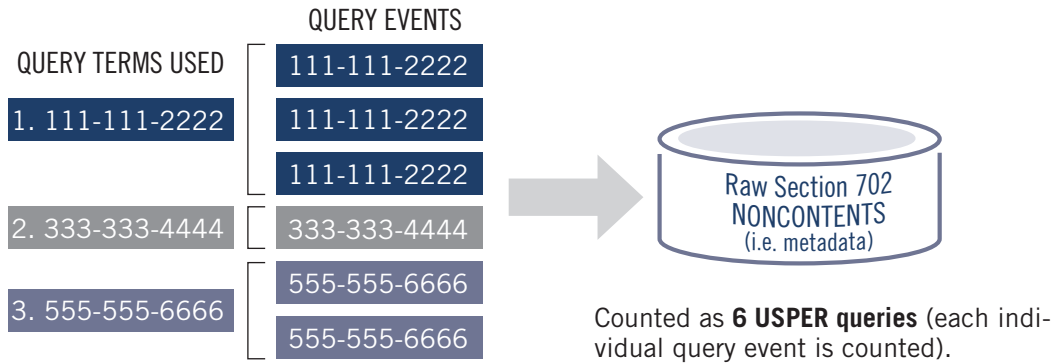 QUERY EVENTS
QUERY TERMS USED
1. 111-111-2222
111-111-2222
111-111-2222
111-111-2222
2. 333-333-4444
333-333-4444
3. 555-555-6666
555-555-6666
555-555-6666
Raw Section 702
NONCONTENTS
(i.e. metadata)
Counted as 6 USPER queries (each indi-
vidual query event is counted).